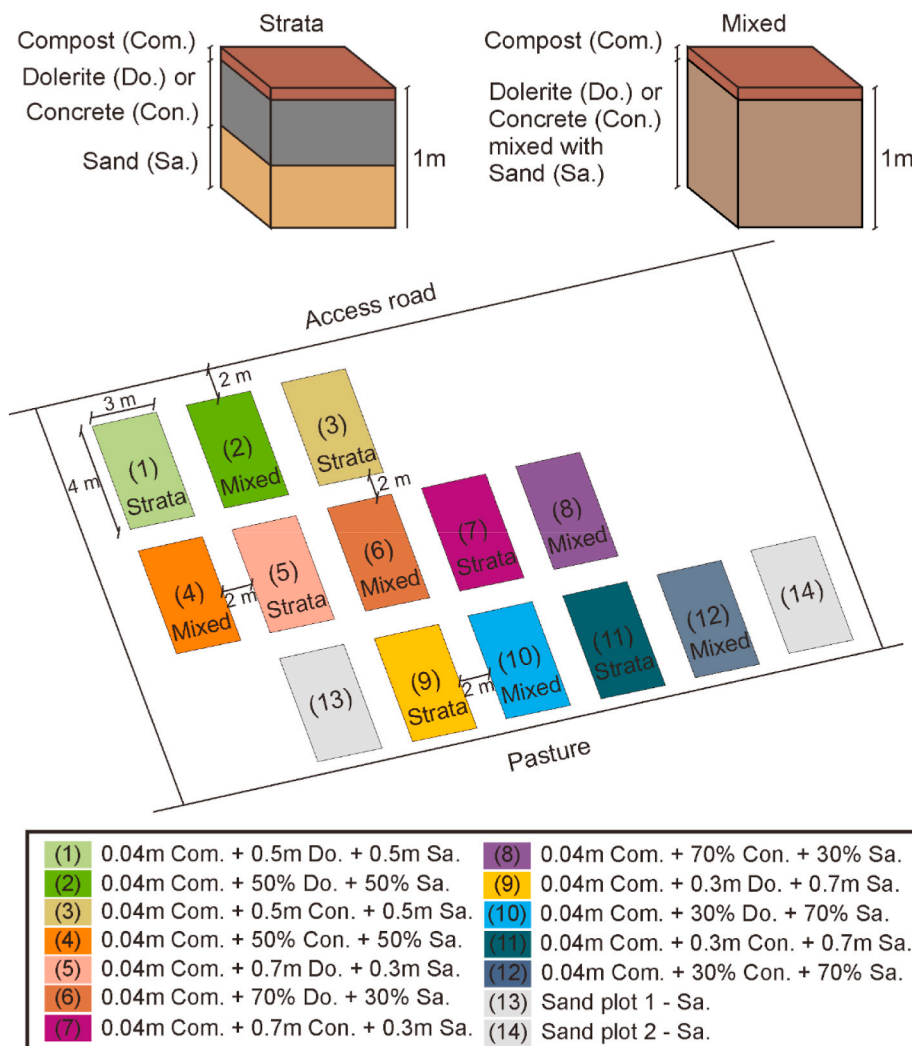 Strata
Compost (Com.)
Dolerite (Do.) or
Concrete (Con.)
Sand (Sa.)
1m
Mixed
Compost (Com.)
Dolerite (Do.) or
Concrete (Con.)
mixed with
Sand (Sa.)
1m
Access road
2 m
3 m
4 m
(1)
Strata
(2)
Mixed
(3)
Strata
2 m
(4)
Mixed
2 m
(5)
Strata
(6)
Mixed
(7)
Strata
(8)
Mixed
(13)
(9)
Strata
2 m
(10)
Mixed
(11)
Strata
(12)
Mixed
(14)
Pasture
(1) 0.04m Com. + 0.5m Do. + 0.5m Sa.
(2) 0.04m Com. + 50% Do. + 50% Sa.
(3) 0.04m Com. + 0.5m Con. + 0.5m Sa.
(4) 0.04m Com. + 50% Con. + 50% Sa.
(5) 0.04m Com. + 0.7m Do. + 0.3m Sa.
(6) 0.04m Com. + 70% Do. + 30% Sa.
(7) 0.04m Com. + 0.7m Con. + 0.3m Sa.
(8) 0.04m Com. + 70% Con. + 30% Sa.
(9) 0.04m Com. + 0.3m Do. + 0.7m Sa.
(10) 0.04m Com. + 30% Do. + 70% Sa.
(11) 0.04m Com. + 0.3m Con. + 0.7m Sa.
(12) 0.04m Com. + 30% Con. + 70% Sa.
(13) Sand plot 1 - Sa.
(14) Sand plot 2 - Sa.